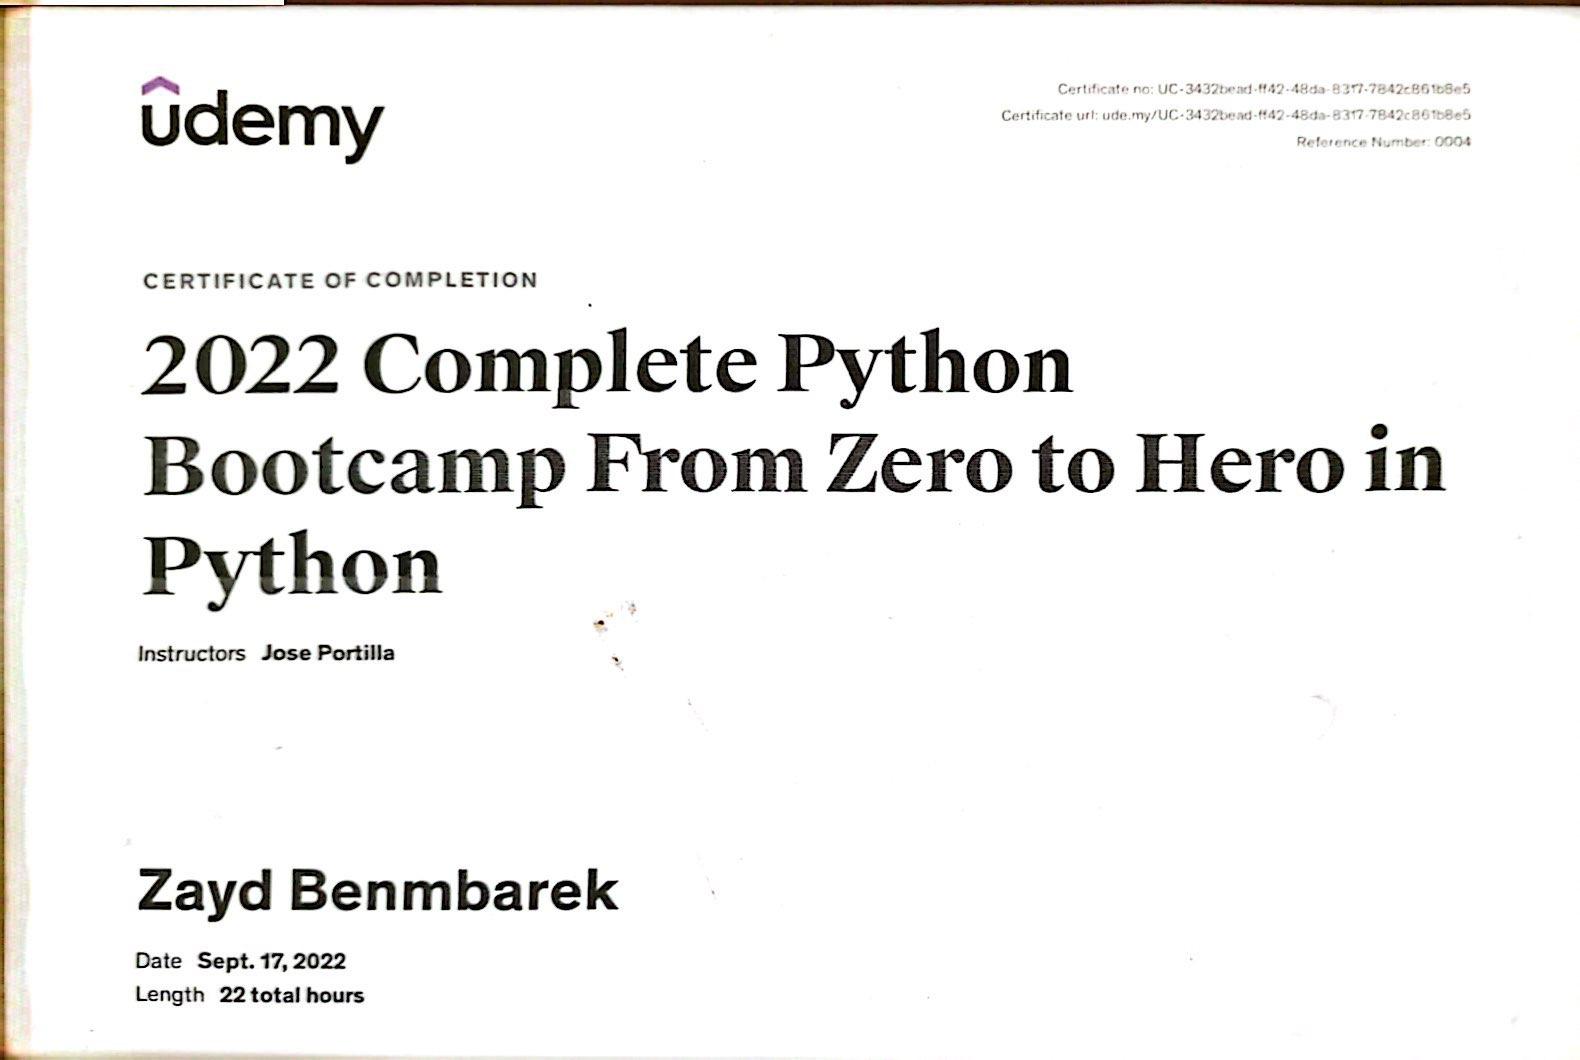 udemy
Certificate no: UC-3432bead-ff42-48da-83f7-7842c861b8e5
Certificate url: ude.my/UC-3432bead-ff42-48da-83f7-7842c861b8e5
Reference Number: 0004
CERTIFICATE OF COMPLETION
2022 Complete Python
Bootcamp From Zero to Hero in
Python
Instructors Jose Portilla
Zayd Benmbarek
Date Sept. 17, 2022
Length 22 total hours